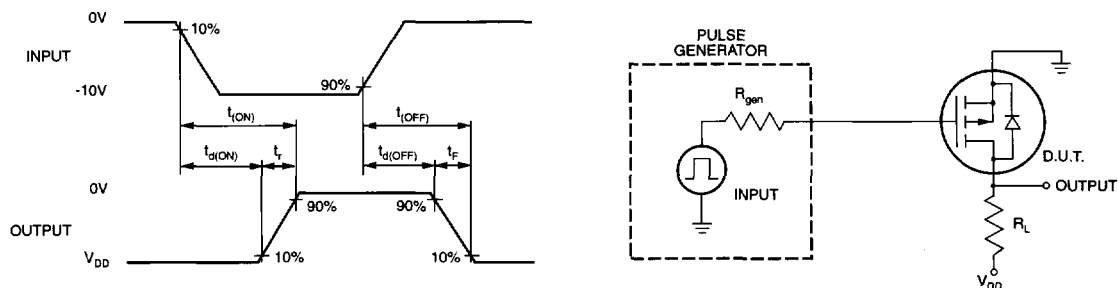 0V
10%
INPUT
90%
-10V
t(ON)
t(OFF)
td(ON)
tr
td(OFF)
tF
0V
90%
90%
OUTPUT
VDD
10%
10%
PULSE
GENERATOR
Rgen
INPUT
D.U.T.
OUTPUT
RL
VDD